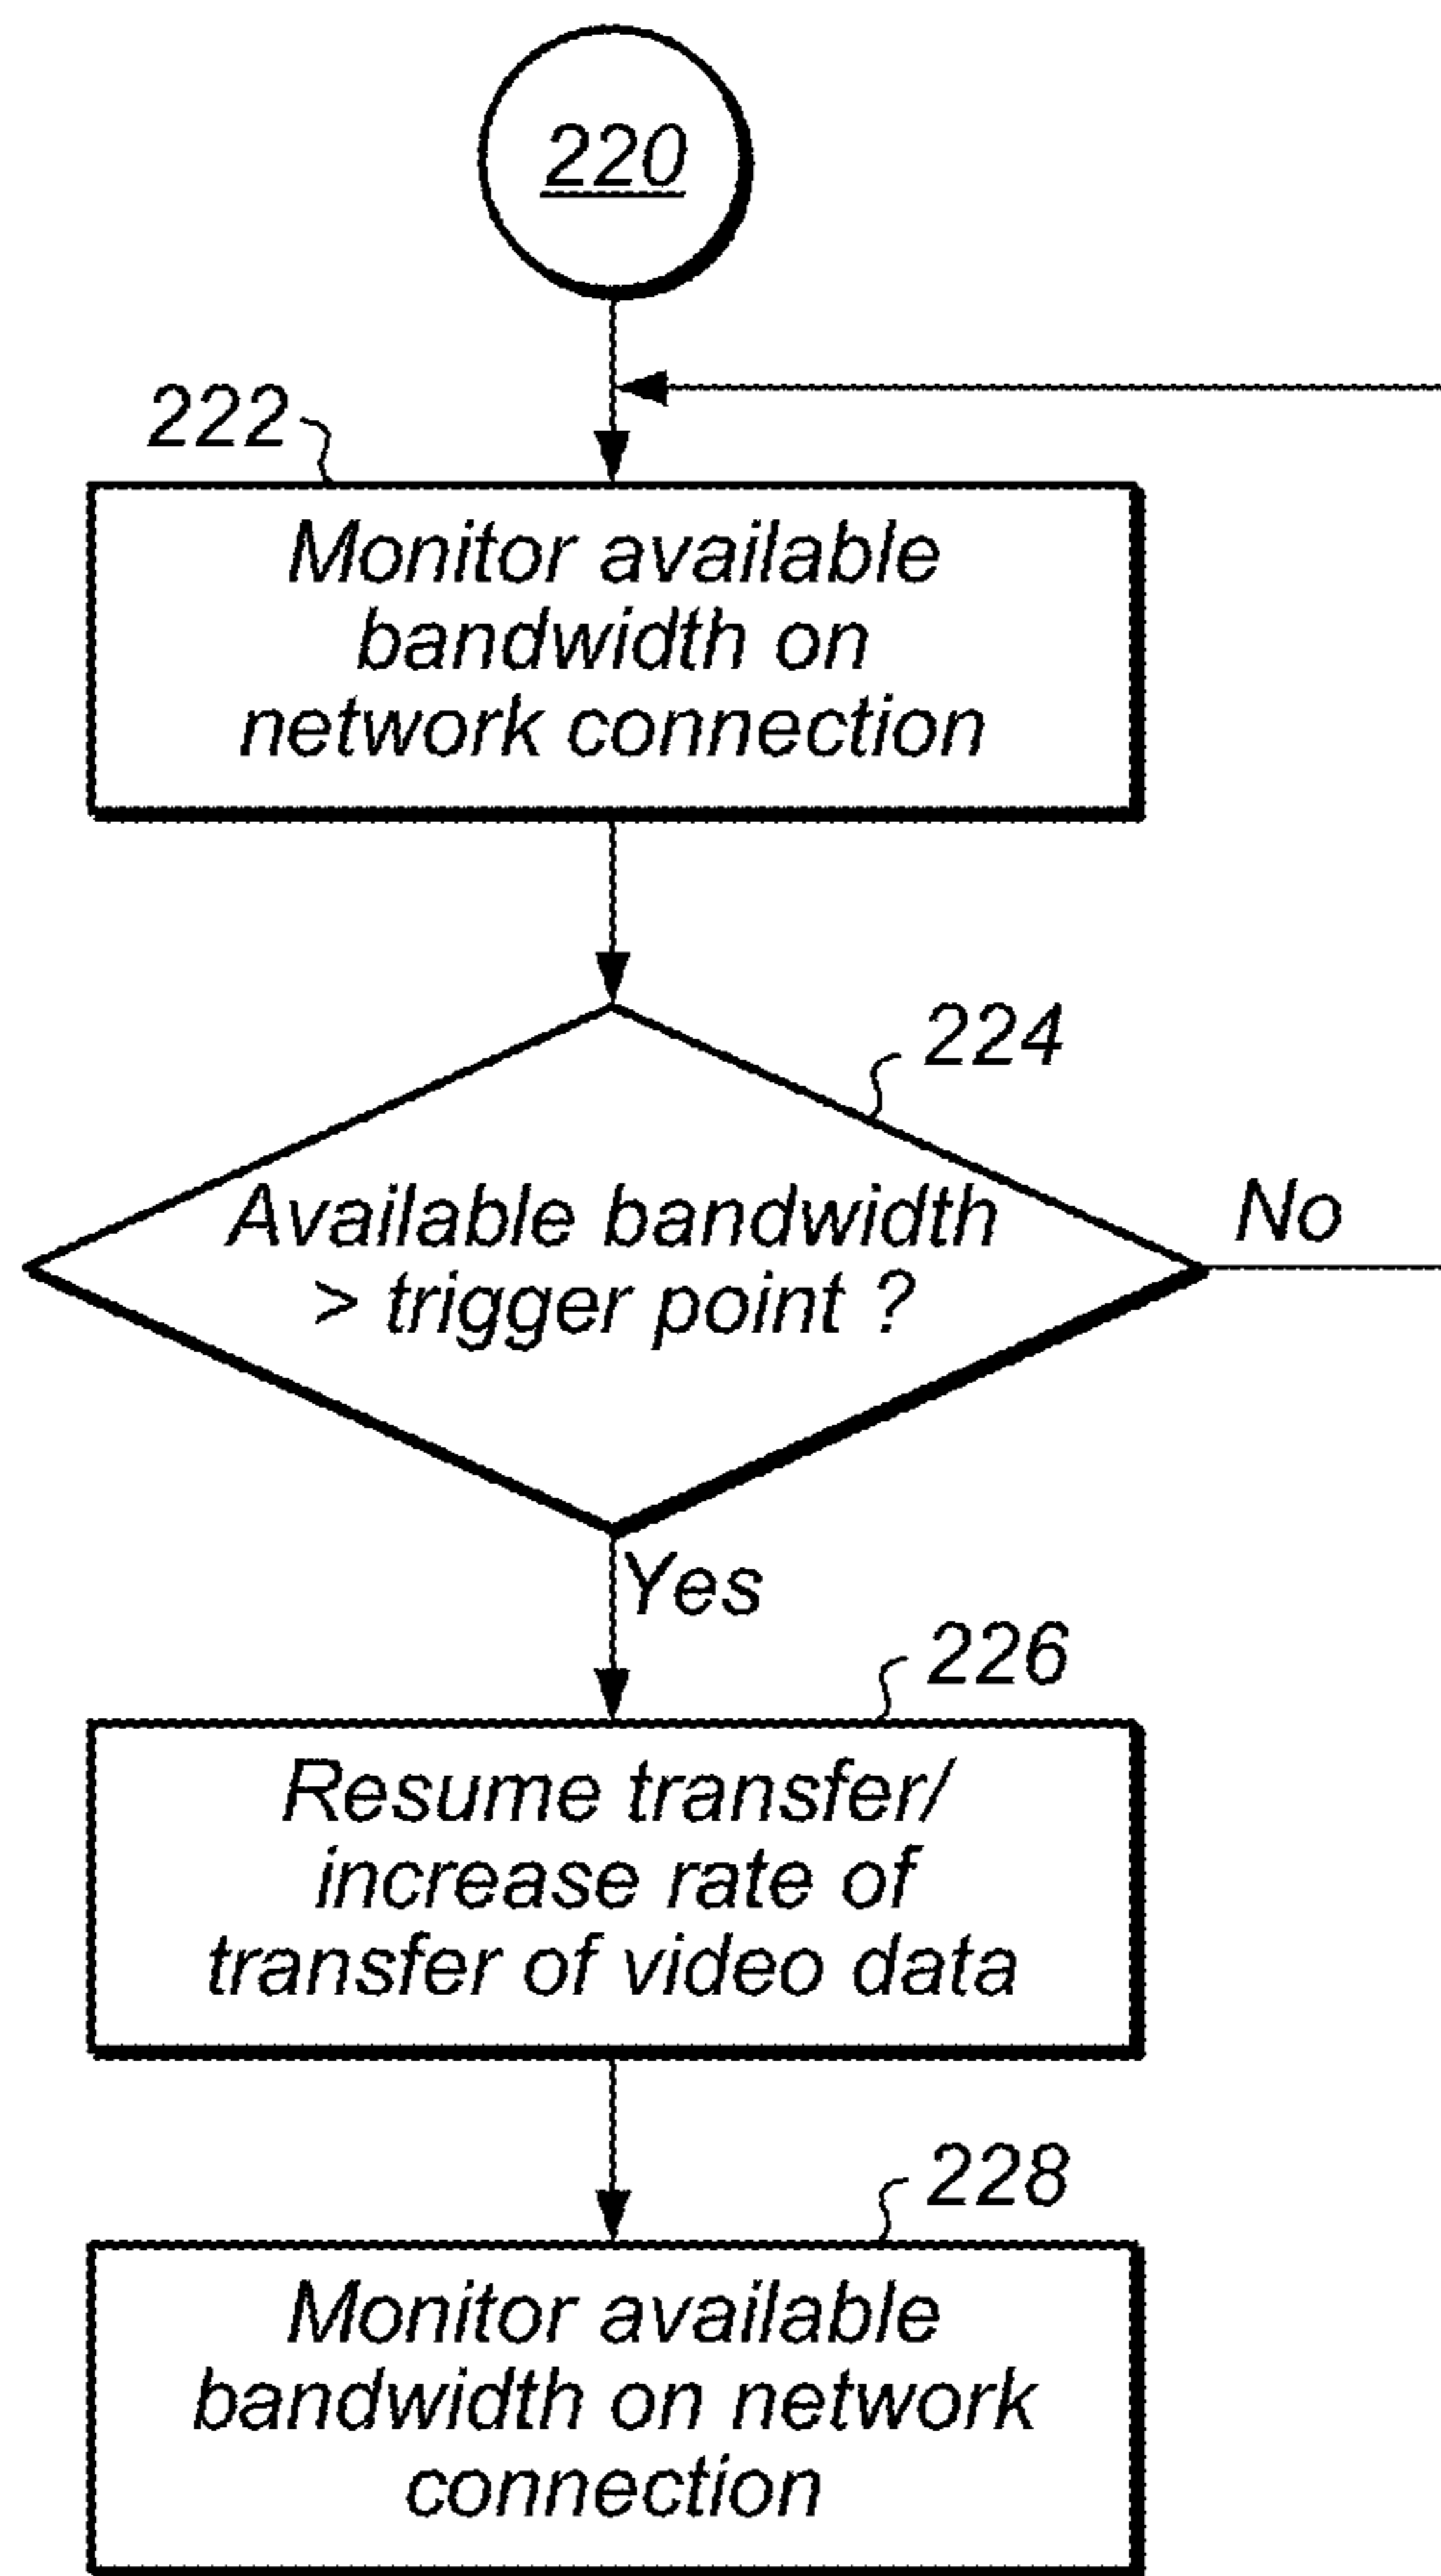 220
222
Monitor available
bandwidth on
network connection
224
Available bandwidth
> trigger point ?
No
Yes
226
Resume transfer/
increase rate of
transfer of video data
228
Monitor available
bandwidth on network
connection